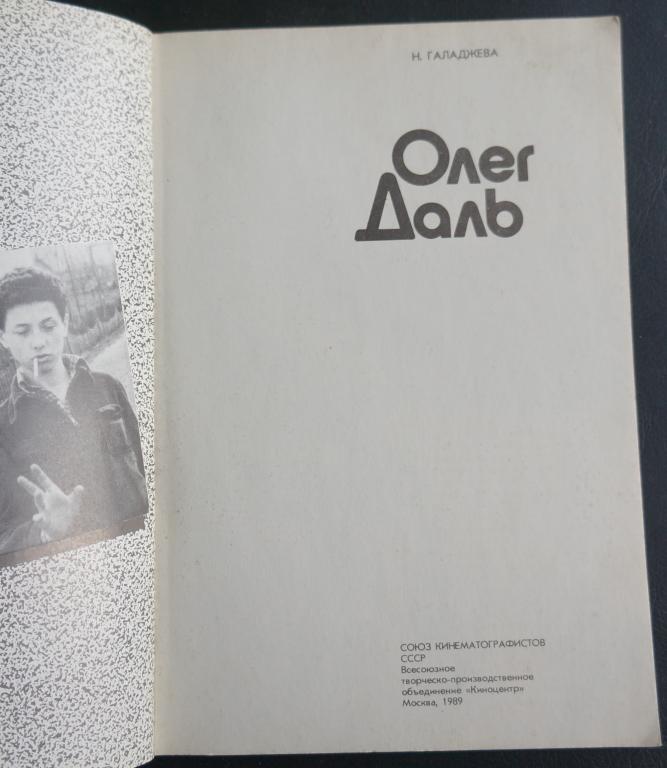 Н. ГАЛАДЖЕВА
Олег
Даль
СОЮЗ КИНЕМАТОГРАФИСТОВ
СССР
Всесоюзное
творческо-производственное
объединение «Киноцентр»
Москва, 1989